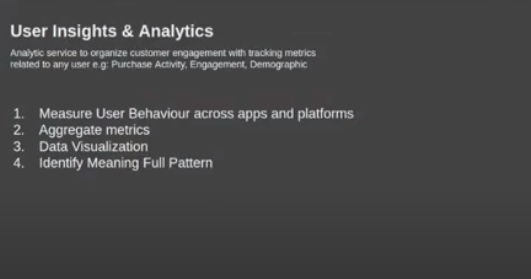 User Insights & Analytics
Analytic service to organize customer engagement with tracking metrics
related to any user e.g: Purchase Activity, Engagement, Demographic
1. Measure User Behaviour across apps and platforms
2. Aggregate metrics
3. Data Visualization
4. Identify Meaning Full Pattern